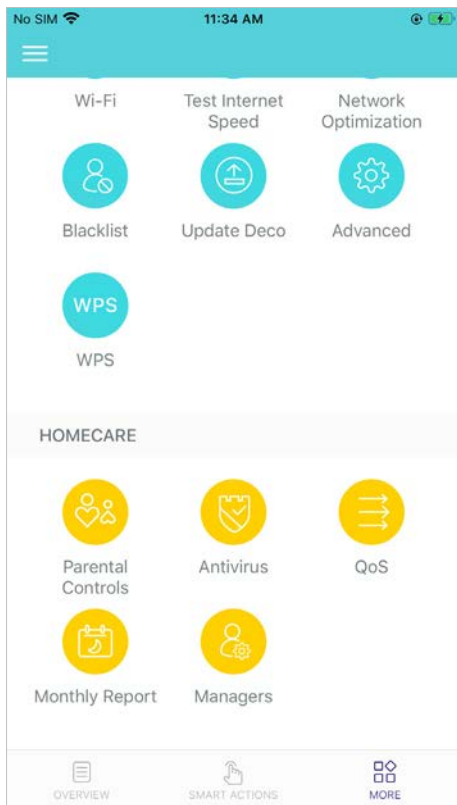 No SIM 11:34 AM
Wi-Fi Test Internet Speed Network Optimization
Blacklist Update Deco Advanced
WPS
WPS
HOMECARE
Parental Controls Antivirus QoS
Monthly Report Managers
OVERVIEW SMART ACTIONS MORE